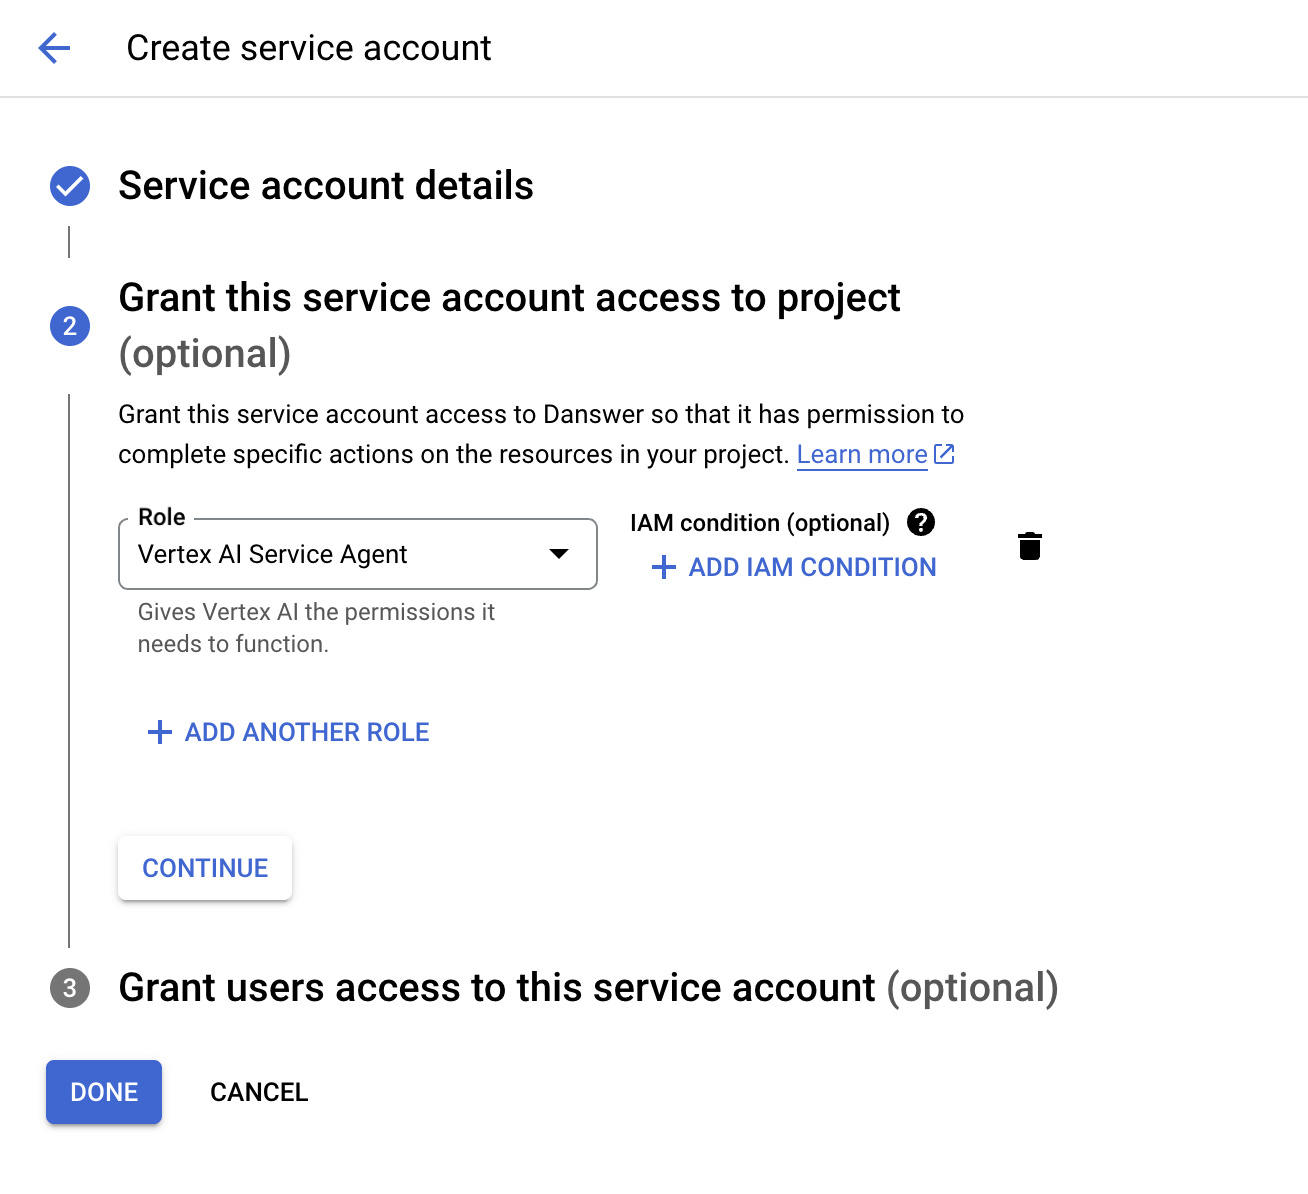 Create service account
Service account details
2
Grant this service account access to project
(optional)
Grant this service account access to Danswer so that it has permission to
complete specific actions on the resources in your project. Learn more
Role
Vertex AI Service Agent
IAM condition (optional) ?
+ ADD IAM CONDITION
Gives Vertex AI the permissions it
needs to function.
+ ADD ANOTHER ROLE
CONTINUE
3
Grant users access to this service account (optional)
DONE
CANCEL